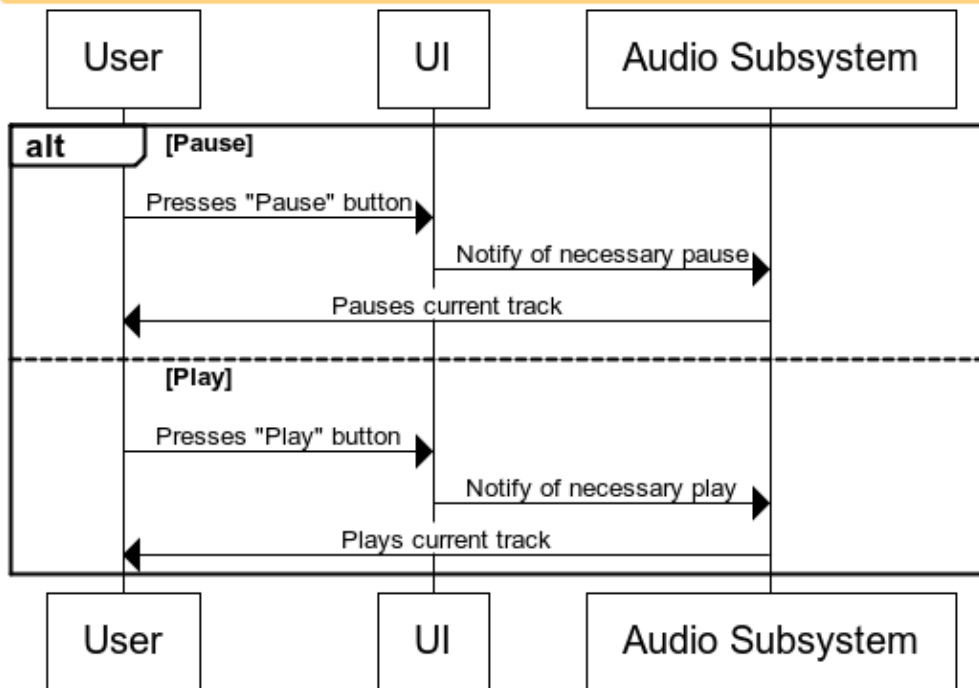 User UI Audio Subsystem
alt [Pause]
Presses "Pause" button
Notify of necessary pause
Pauses current track
[Play]
Presses "Play" button
Notify of necessary play
Plays current track
User UI Audio Subsystem